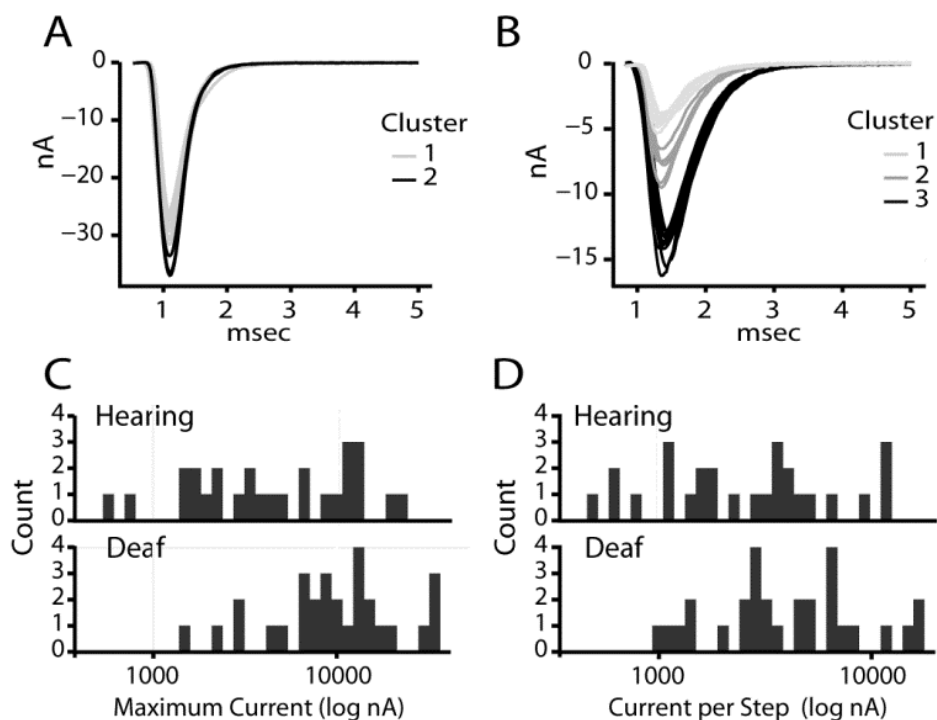 A
0
−10
−20
−30
nA
Cluster
1
2
1 2 3 4 5
msec
B
0
−5
−10
−15
nA
Cluster
1
2
3
1 2 3 4 5
msec
C
Hearing
4
3
2
1
0
Deaf
4
3
2
1
0
Count
1000 10000
Maximum Current (log nA)
D
Hearing
4
3
2
1
0
Deaf
4
3
2
1
0
Count
1000 10000
Current per Step (log nA)